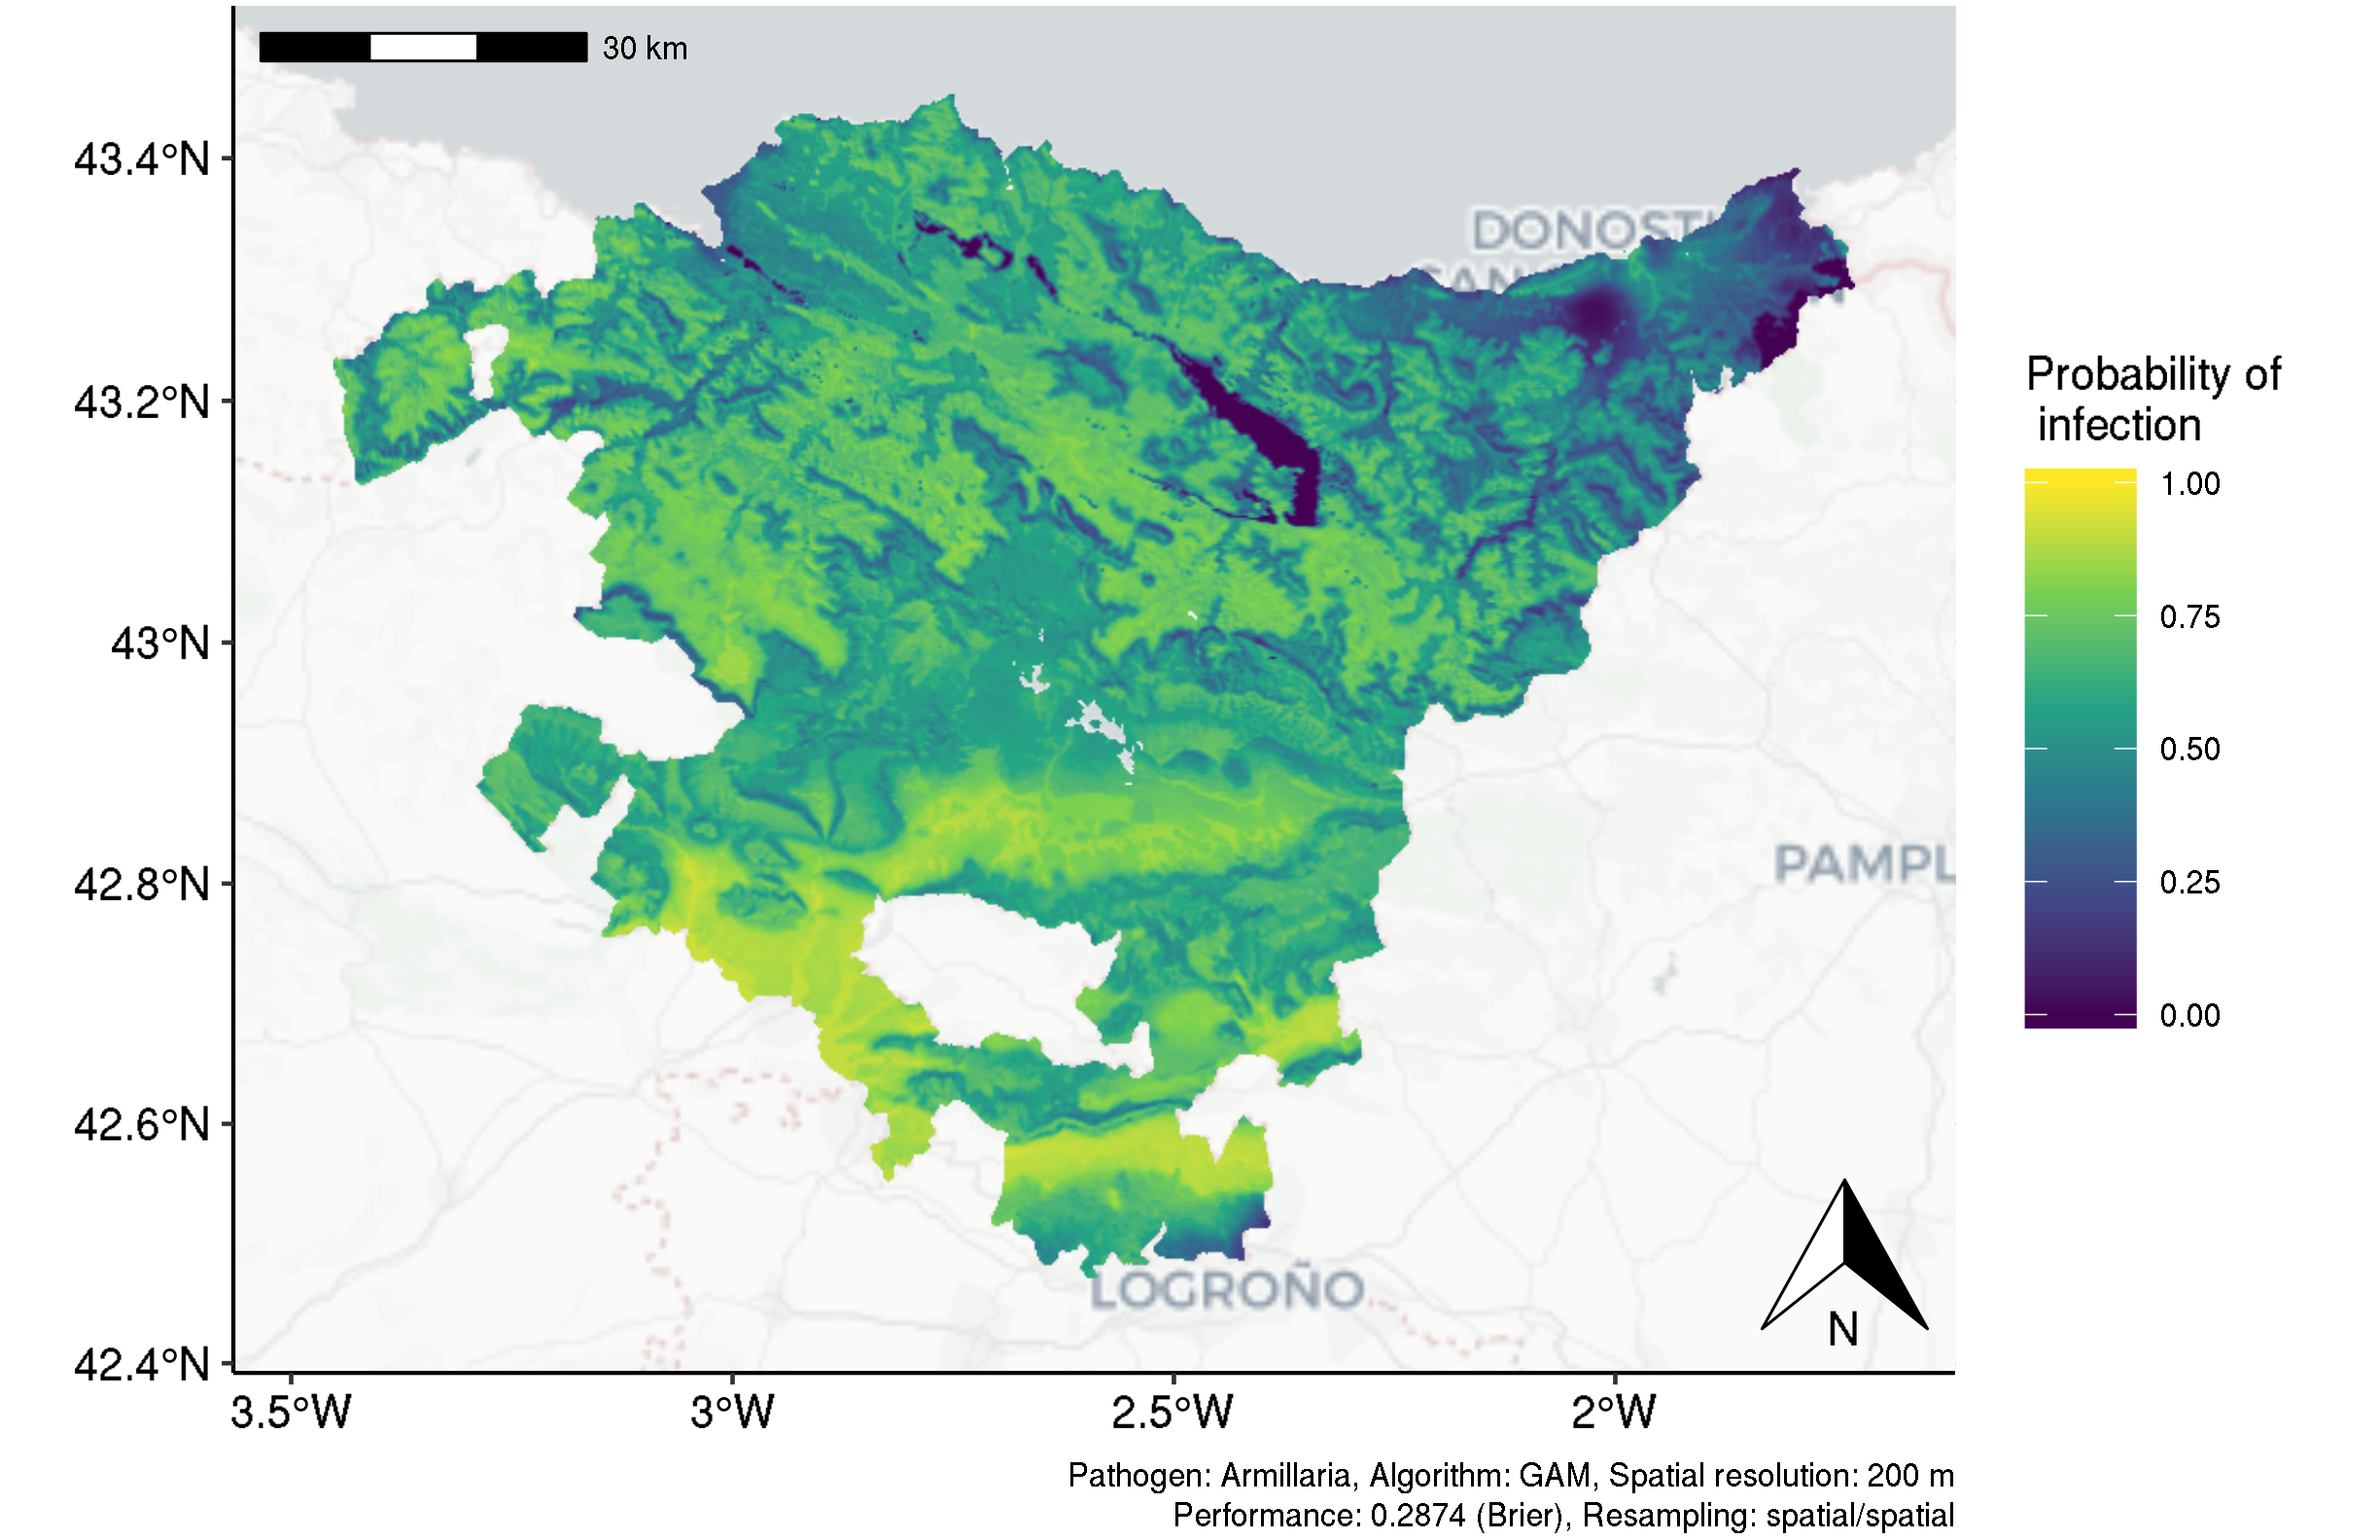 30 km
43.4°N
43.2°N
43°N
42.8°N
42.6°N
42.4°N
3.5°W
3°W
2.5°W
2°W
PAMPL
LOGROÑO
N
Probability of
infection
1.00
0.75
0.50
0.25
0.00
Pathogen: Armillaria, Algorithm: GAM, Spatial resolution: 200 m
Performance: 0.2874 (Brier), Resampling: spatial/spatial